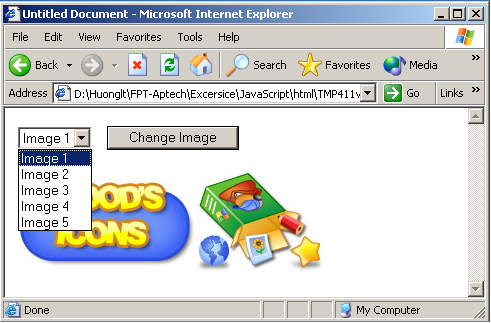 Untitled Document - Microsoft Internet Explorer
File Edit View Favorites Tools Help
Back Search Favorites Media »
Address D:\Huonglt\FPT-Aptech\Excersice\JavaScript\html\TMP411v Go Links »
Image 1 Change Image
Image 1
Image 2
Image 3
Image 4
Image 5
OOD'S
ICONS
Done My Computer